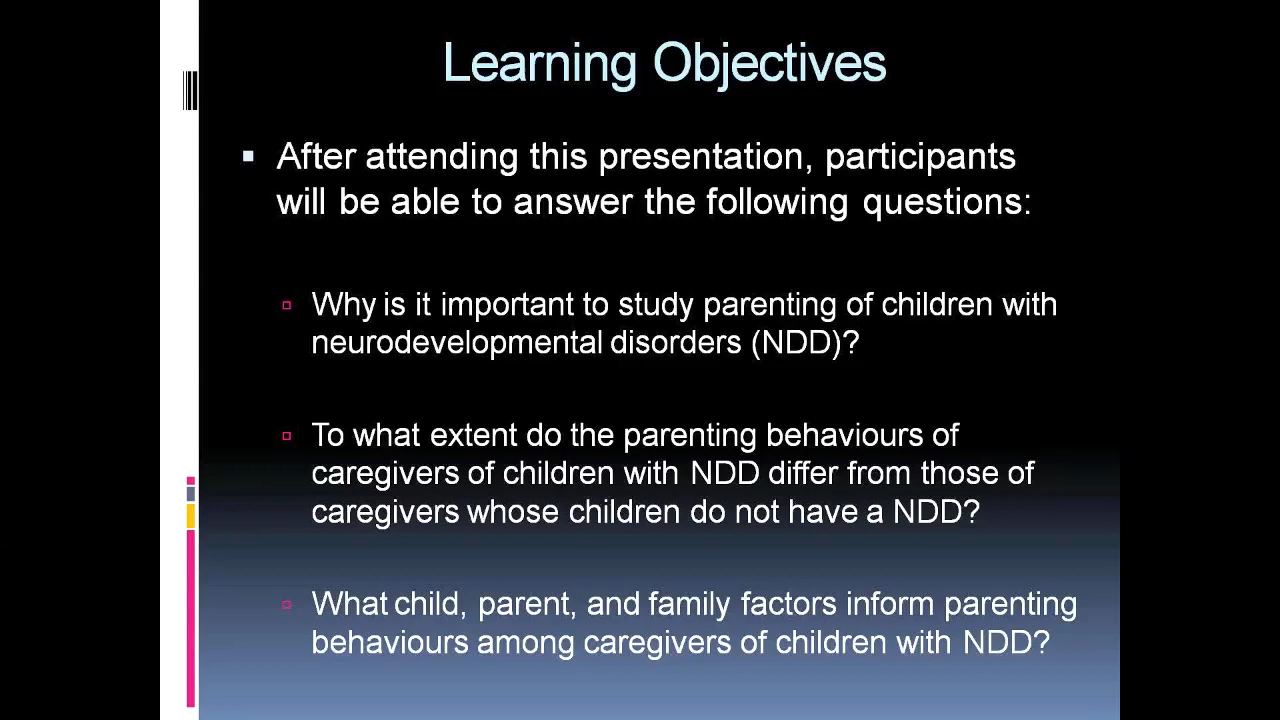 Learning Objectives
After attending this presentation, participants
will be able to answer the following questions:
Why is it important to study parenting of children with
neurodevelopmental disorders (NDD)?
To what extent do the parenting behaviours of
caregivers of children with NDD differ from those of
caregivers whose children do not have a NDD?
What child, parent, and family factors inform parenting
behaviours among caregivers of children with NDD?